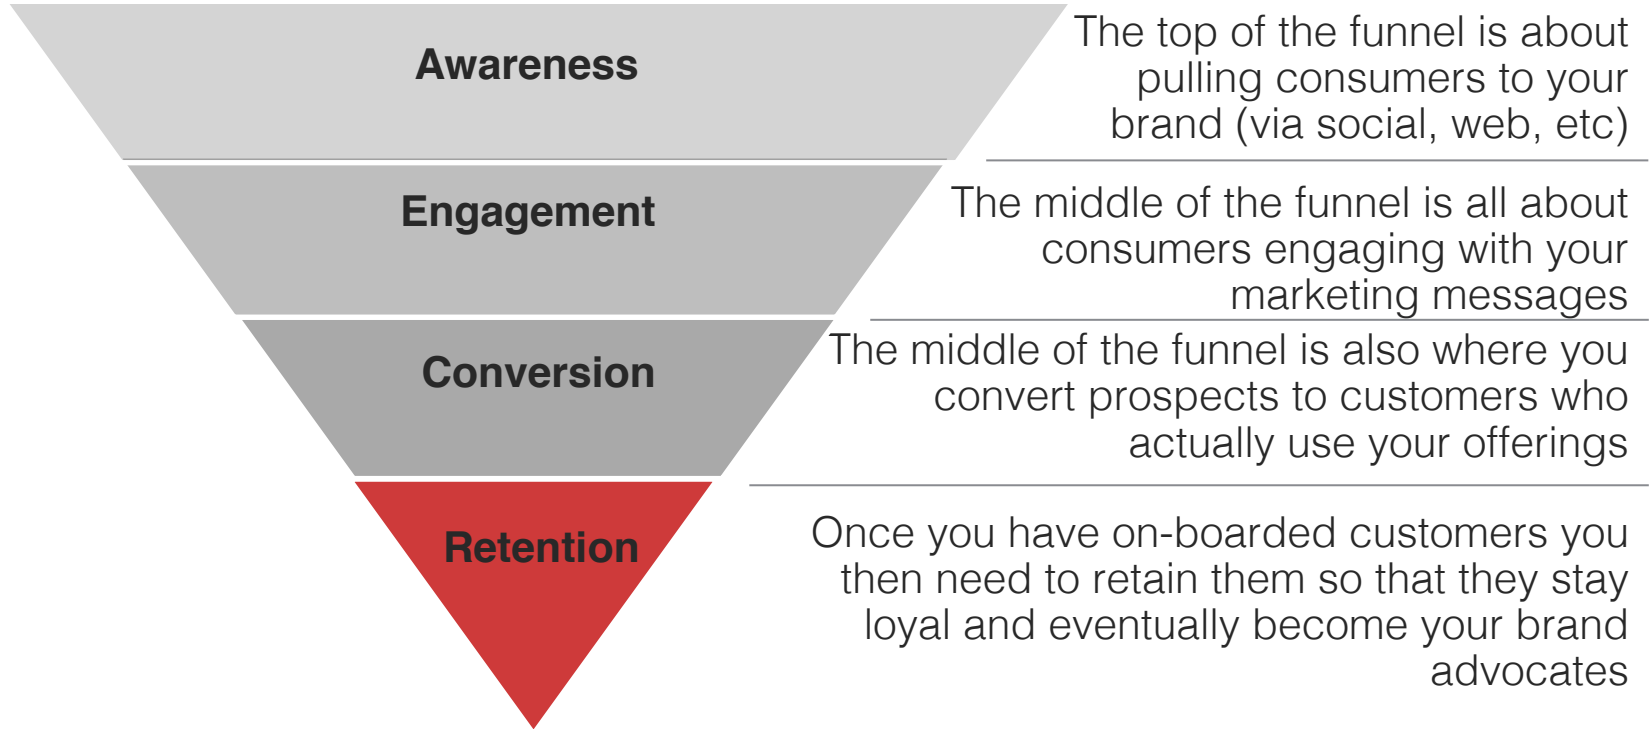 Awareness
The top of the funnel is about
pulling consumers to your
brand (via social, web, etc)
Engagement
The middle of the funnel is all about
consumers engaging with your
marketing messages
Conversion
The middle of the funnel is also where you
convert prospects to customers who
actually use your offerings
Retention
Once you have on-boarded customers you
then need to retain them so that they stay
loyal and eventually become your brand
advocates